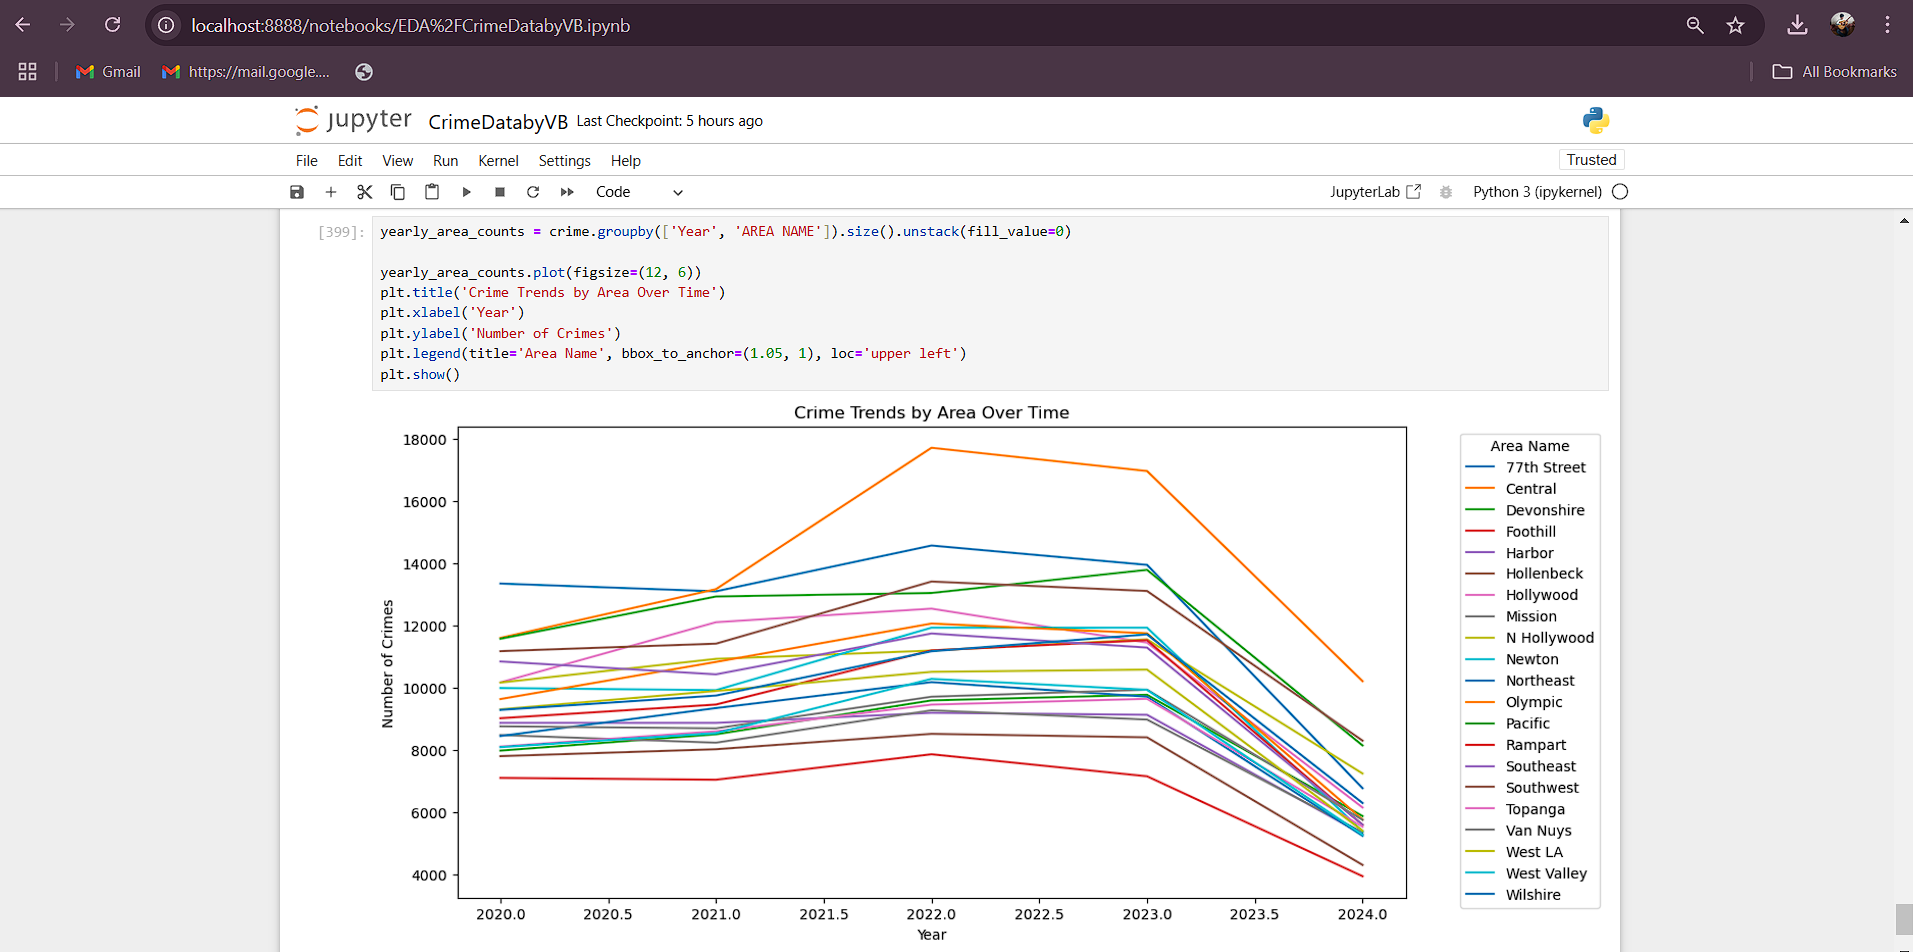 localhost:8888/notebooks/EDA%2FCrimeDatabyVB.ipynb
Gmail
https://mail.google....
All Bookmarks
jupyter
CrimeDatabyVB
Last Checkpoint: 5 hours ago
File Edit View Run Kernel Settings Help
Trusted
Code
JupyterLab
Python 3 (ipykernel)
[399]:
yearly_area_counts = crime.groupby(['Year', 'AREA NAME']).size().unstack(fill_value=0)
yearly_area_counts.plot(figsize=(12, 6))
plt.title('Crime Trends by Area Over Time')
plt.xlabel('Year')
plt.ylabel('Number of Crimes')
plt.legend(title='Area Name', bbox_to_anchor=(1.05, 1), loc='upper left')
plt.show()
Crime Trends by Area Over Time
18000
16000
14000
12000
10000
8000
6000
4000
Number of Crimes
2020.0 2020.5 2021.0 2021.5 2022.0 2022.5 2023.0 2023.5 2024.0
Year
Area Name
77th Street
Central
Devonshire
Foothill
Harbor
Hollenbeck
Hollywood
Mission
N Hollywood
Newton
Northeast
Olympic
Pacific
Rampart
Southeast
Southwest
Topanga
Van Nuys
West LA
West Valley
Wilshire